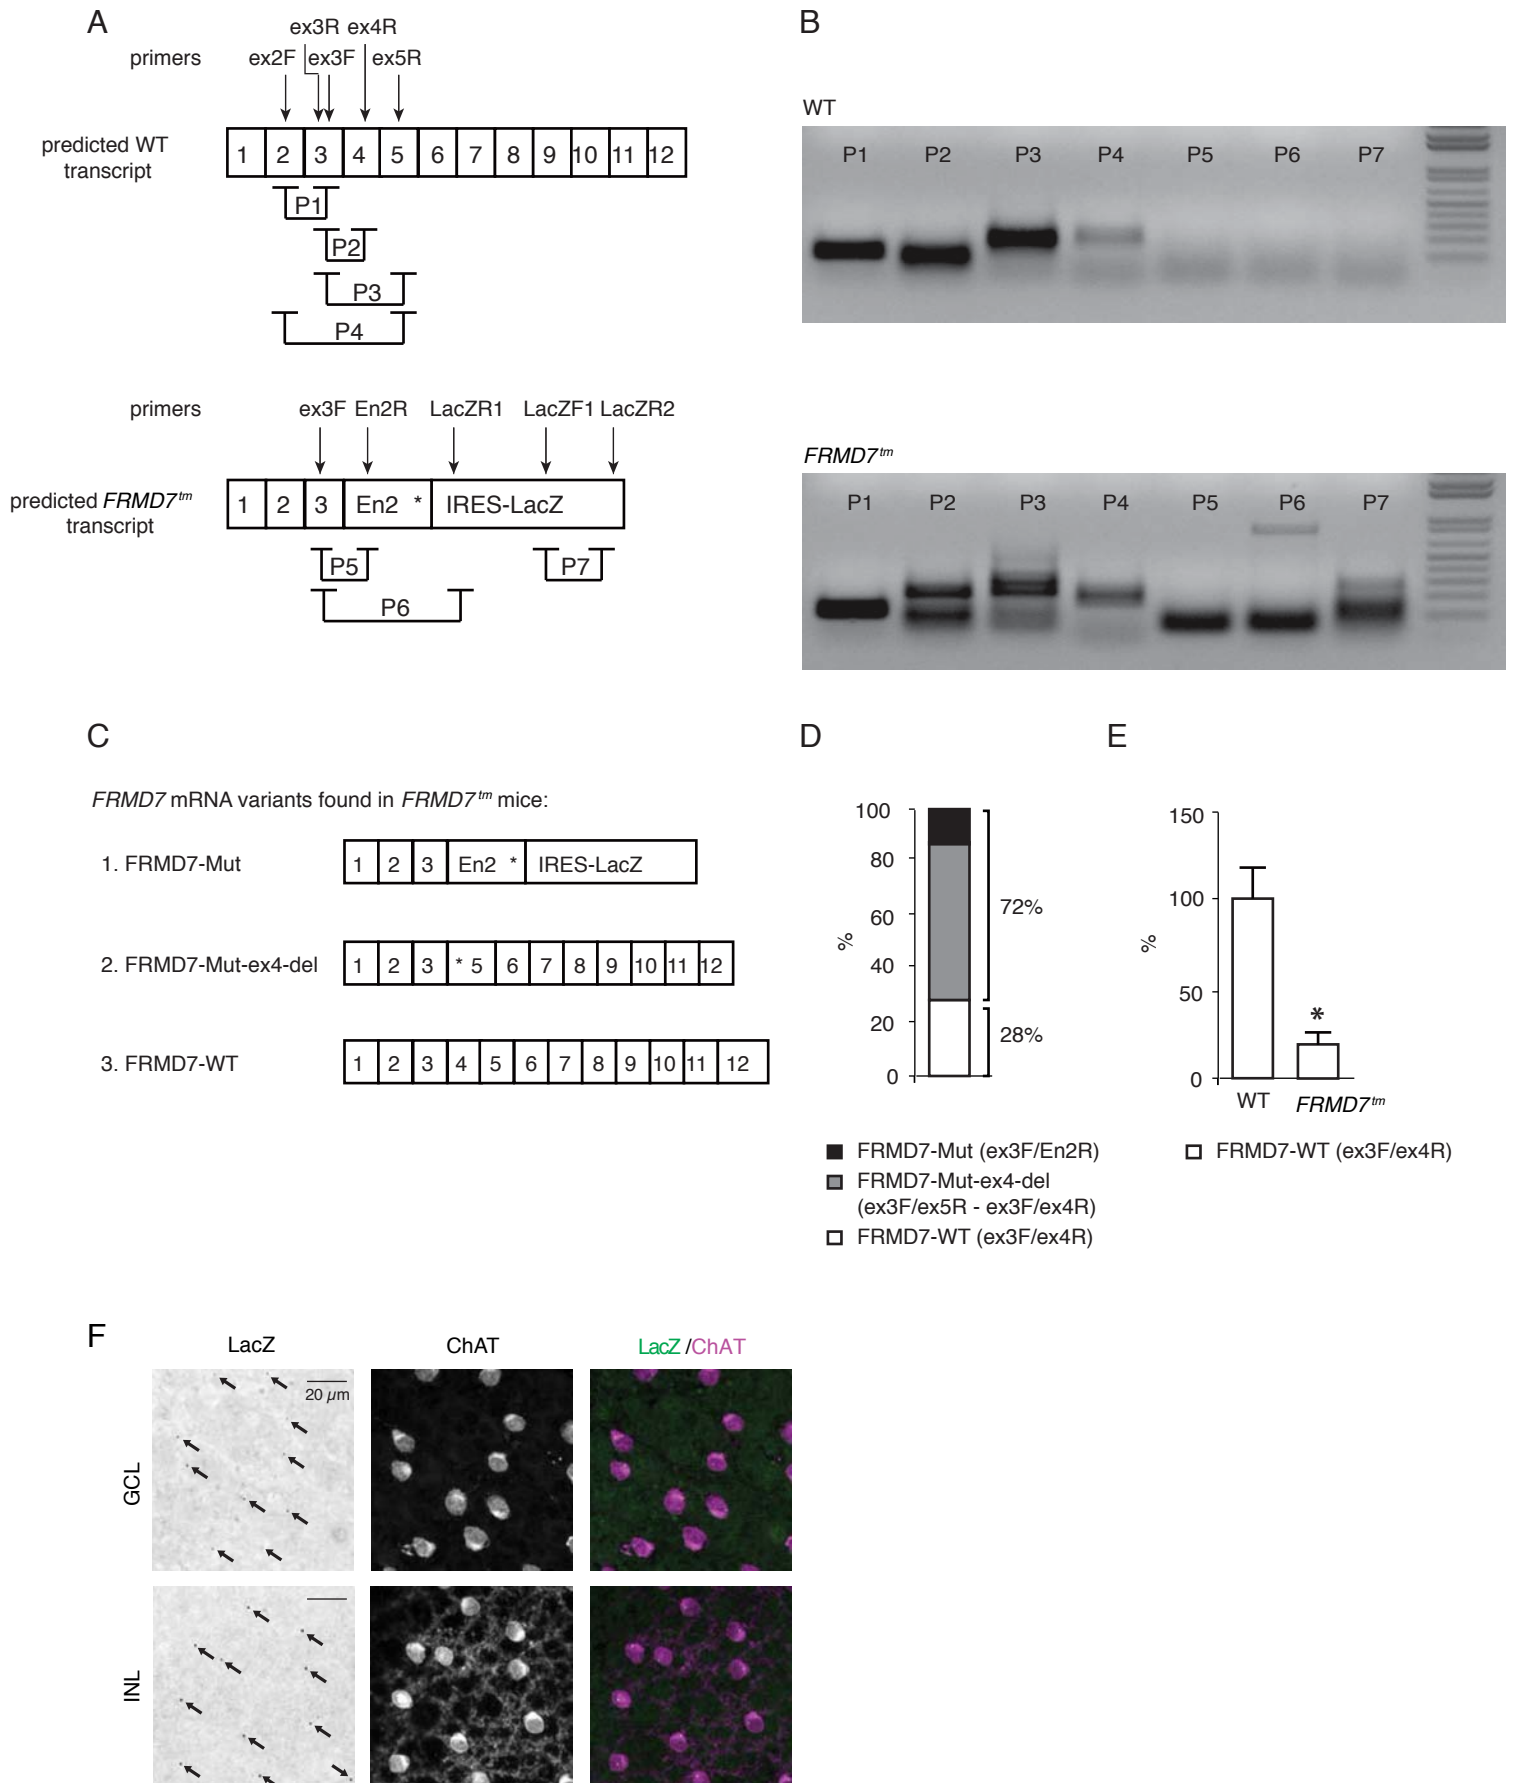 A
ex3R ex4R
primers ex2F ex3F ex5R
predicted WT
transcript
1 2 3 4 5 6 7 8 9 10 11 12
P1
P2
P3
P4
primers ex3F En2R LacZR1 LacZF1 LacZR2
predicted FRMD7tm
transcript
1 2 3 En2 * IRES-LacZ
P5 P7
P6
B
WT
P1 P2 P3 P4 P5 P6 P7
FRMD7tm
P1 P2 P3 P4 P5 P6 P7
C
FRMD7 mRNA variants found in FRMD7tm mice:
1. FRMD7-Mut
1 2 3 En2 * IRES-LacZ
2. FRMD7-Mut-ex4-del
1 2 3 * 5 6 7 8 9 10 11 12
3. FRMD7-WT
1 2 3 4 5 6 7 8 9 10 11 12
D
%
100
80
60
40
20
0
72%
28%
FRMD7-Mut (ex3F/En2R)
FRMD7-Mut-ex4-del
(ex3F/ex5R - ex3F/ex4R)
FRMD7-WT (ex3F/ex4R)
E
%
150
100
50
0
*
WT FRMD7tm
FRMD7-WT (ex3F/ex4R)
F
LacZ ChAT LacZ /ChAT
20 µm
GCL
INL